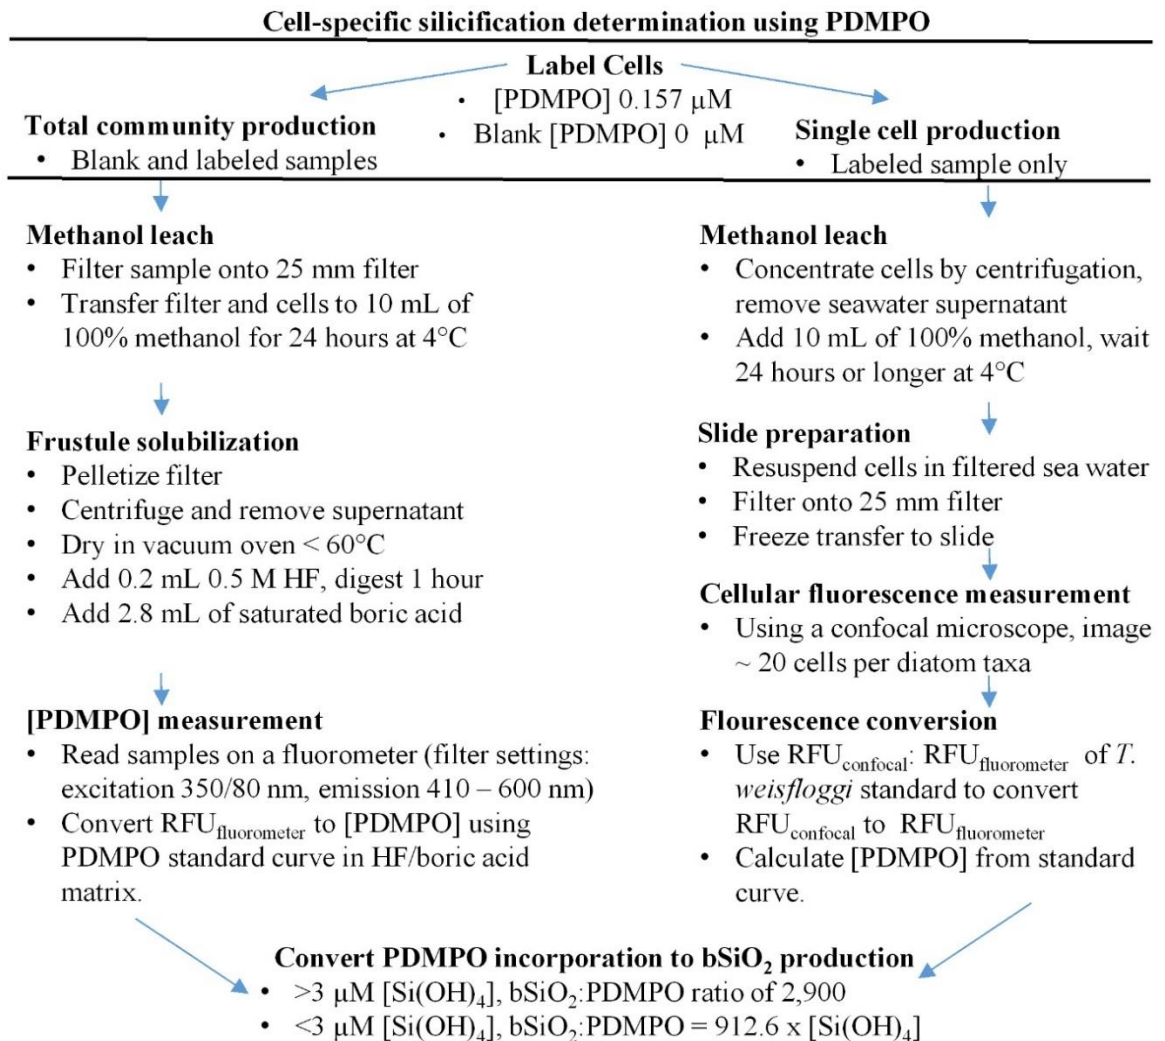 Cell-specific silicification determination using PDMPO
Label Cells
• [PDMPO] 0.157 µM
• Blank [PDMPO] 0 µM
Total community production
• Blank and labeled samples
Single cell production
• Labeled sample only
Methanol leach
• Filter sample onto 25 mm filter
• Transfer filter and cells to 10 mL of
100% methanol for 24 hours at 4°C
Frustule solubilization
• Pelletize filter
• Centrifuge and remove supernatant
• Dry in vacuum oven < 60°C
• Add 0.2 mL 0.5 M HF, digest 1 hour
• Add 2.8 mL of saturated boric acid
[PDMPO] measurement
• Read samples on a fluorometer (filter settings:
excitation 350/80 nm, emission 410 – 600 nm)
• Convert RFU_fluorometer to [PDMPO] using
PDMPO standard curve in HF/boric acid
matrix.
Methanol leach
• Concentrate cells by centrifugation,
remove seawater supernatant
• Add 10 mL of 100% methanol, wait
24 hours or longer at 4°C
Slide preparation
• Resuspend cells in filtered sea water
• Filter onto 25 mm filter
• Freeze transfer to slide
Cellular fluorescence measurement
• Using a confocal microscope, image
~ 20 cells per diatom taxa
Flourescence conversion
• Use RFU_confocal: RFU_fluorometer of T.
weisfloggi standard to convert
RFU_confocal to RFU_fluorometer
• Calculate [PDMPO] from standard
curve.
Convert PDMPO incorporation to bSiO₂ production
• >3 µM [Si(OH)₄], bSiO₂:PDMPO ratio of 2,900
• <3 µM [Si(OH)₄], bSiO₂:PDMPO = 912.6 x [Si(OH)₄]